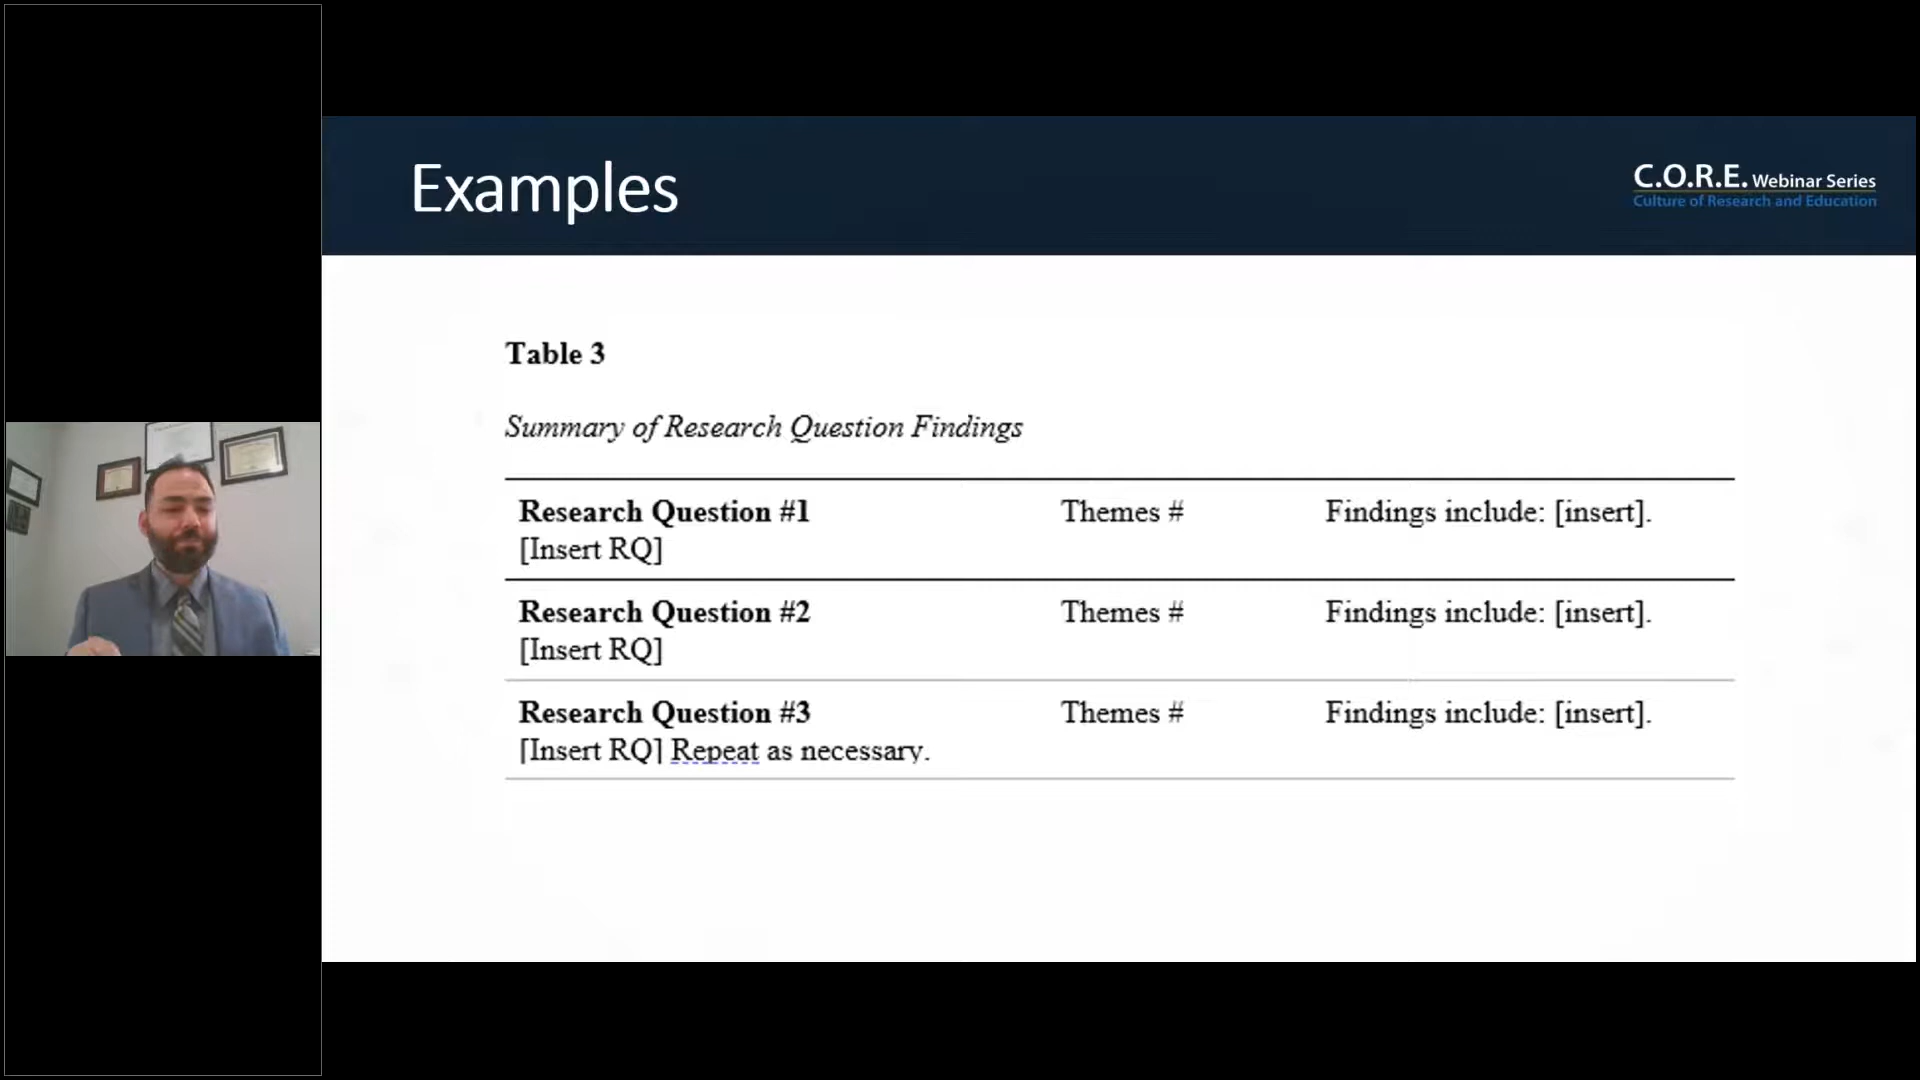 Examples
C.O.R.E. Webinar Series
Culture of Research and Education
Table 3
Summary of Research Question Findings
Research Question #1 Themes # Findings include: [insert].
[Insert RQ]
Research Question #2 Themes # Findings include: [insert].
[Insert RQ]
Research Question #3 Themes # Findings include: [insert].
[Insert RQ] Repeat as necessary.